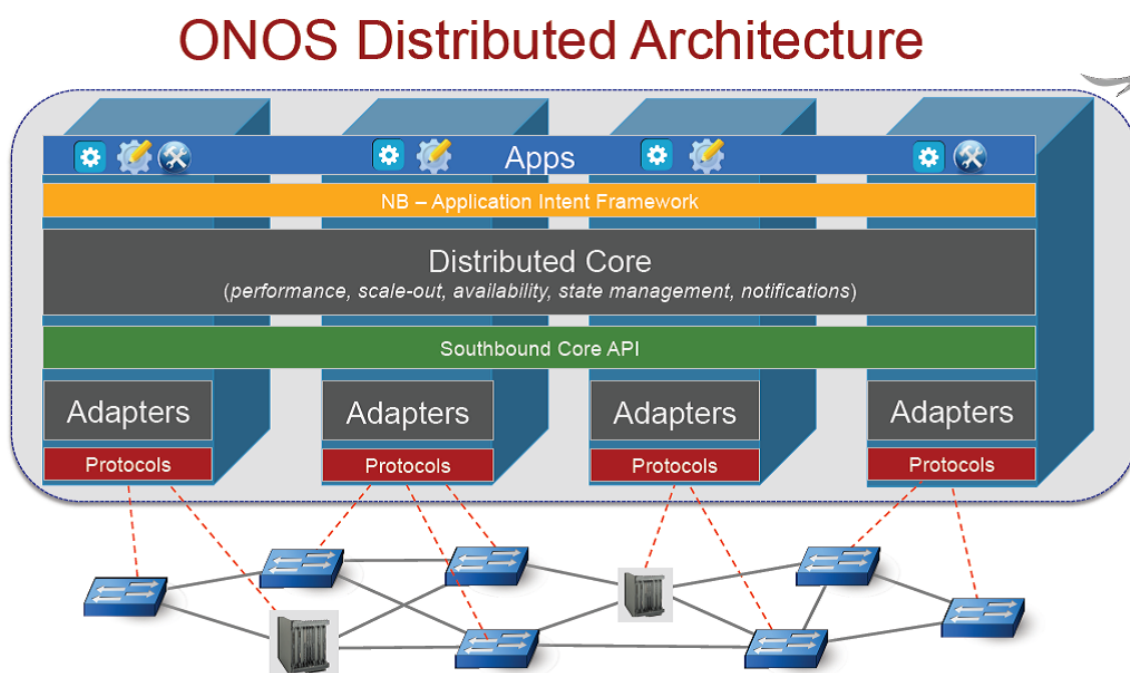 ONOS Distributed Architecture
Apps
NB – Application Intent Framework
Distributed Core
(performance, scale-out, availability, state management, notifications)
Southbound Core API
Adapters
Adapters
Adapters
Adapters
Protocols
Protocols
Protocols
Protocols